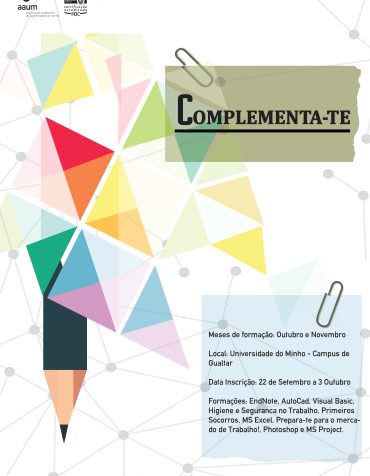 aaum
COMPLEMENTA-TE
Meses de formação: Outubro e Novembro
Local: Universidade do Minho - Campus de
Gualtar
Data Inscrição: 22 de Setembro a 3 Outubro
Formações: EndNote, AutoCad, Visual Basic,
Higiene e Seguranca no Trabalho, Primeiros
Socorros, MS Excel, Prepara-te para o merca-
do de Trabalho!, Photoshop e MS Project.